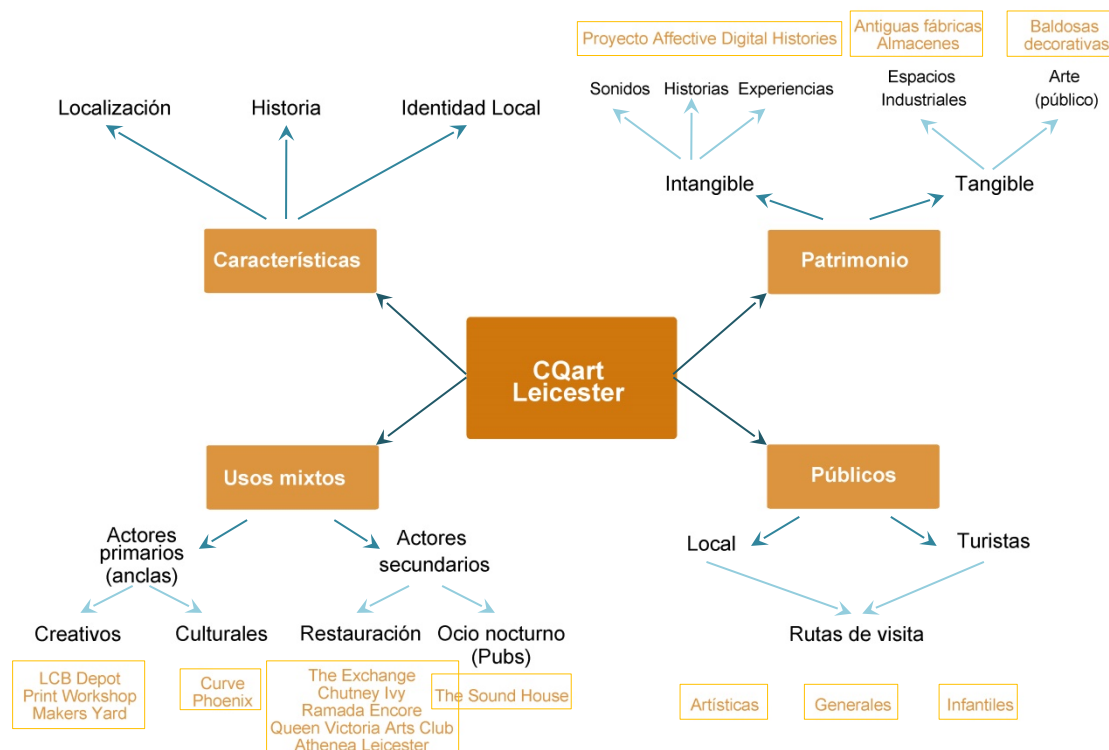 Proyecto Affective Digital Histories
Antiguas fábricas
Almacenes
Baldosas
decorativas
Sonidos
Historias
Experiencias
Espacios
Industriales
Arte
(público)
Localización
Historia
Identidad Local
Intangible
Tangible
Características
Patrimonio
CQart
Leicester
Usos mixtos
Públicos
Actores
primarios
(anclas)
Actores
secundarios
Local
Turistas
Creativos
Culturales
Restauración
Ocio nocturno
(Pubs)
Rutas de visita
LCB Depot
Print Workshop
Makers Yard
Curve
Phoenix
The Exchange
Chutney Ivy
Ramada Encore
Queen Victoria Arts Club
Athenea Leicester
The Sound House
Artísticas
Generales
Infantiles